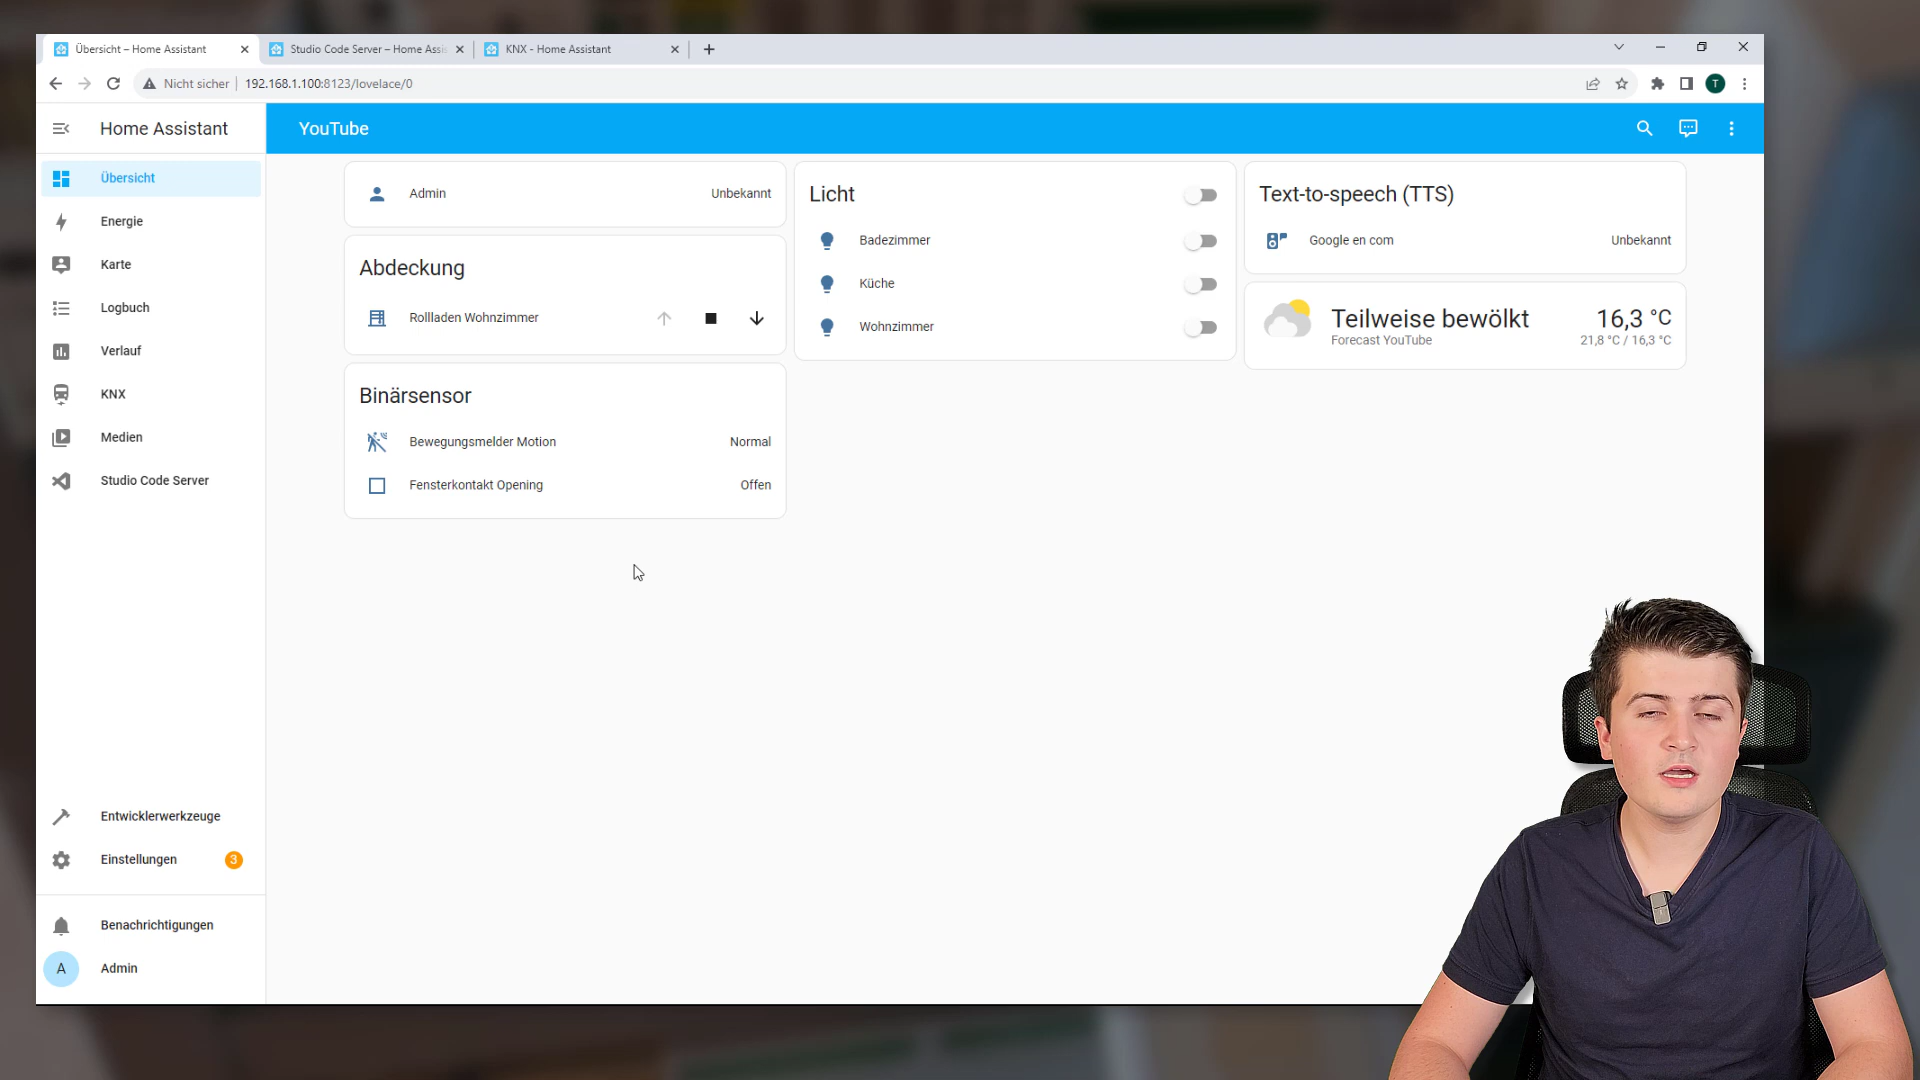 Übersicht – Home Assistant
Studio Code Server – Home Assis
KNX - Home Assistant
Nicht sicher
192.168.1.100:8123/lovelace/0
T
Home Assistant
YouTube
Übersicht
Energie
Karte
Logbuch
Verlauf
KNX
Medien
Studio Code Server
Entwicklerwerkzeuge
Einstellungen
3
Benachrichtigungen
A
Admin
Admin
Unbekannt
Abdeckung
Rollladen Wohnzimmer
Binärsensor
Bewegungsmelder Motion
Normal
Fensterkontakt Opening
Offen
Licht
Badezimmer
Küche
Wohnzimmer
Text-to-speech (TTS)
Google en com
Unbekannt
Teilweise bewölkt
16,3 °C
Forecast YouTube
21,8 °C / 16,3 °C